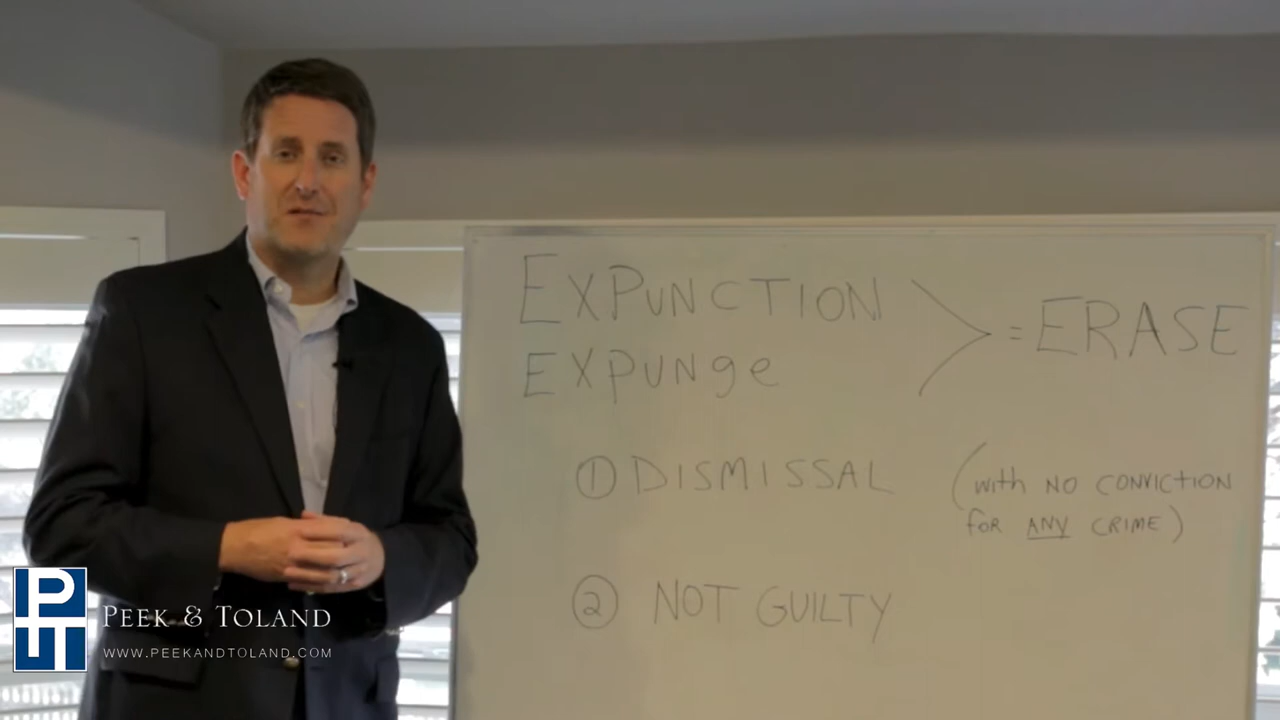 EXPUNCTION
EXPUNge
> = ERASE
① DISMISSAL (with NO CONVICTION
for ANY CRIME)
② NOT GUILTY
PEEK & TOLAND
WWW.PEEKANDTOLAND.COM